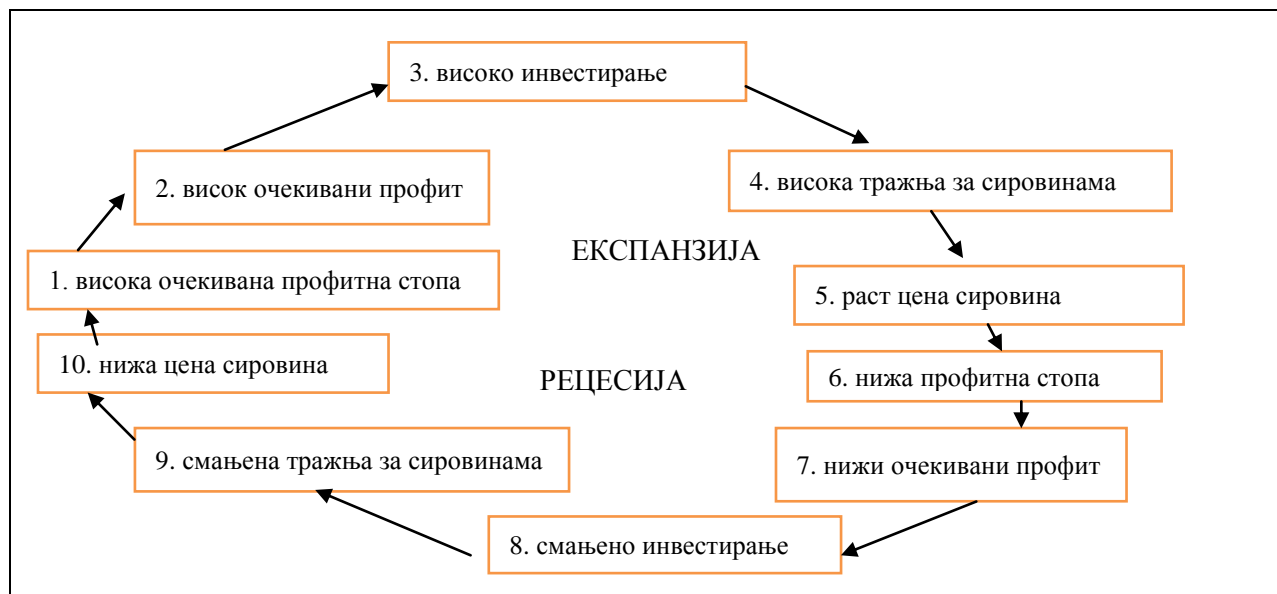 3. високо инвестирање
2. висок очекивани профит
4. висока тражња за сировинама
ЕКСПАНЗИЈА
1. висока очекивана профитна стопа
5. раст цена сировина
10. нижа цена сировина
РЕЦЕСИЈА
6. нижа профитна стопа
9. смањена тражња за сировинама
7. нижи очекивани профит
8. смањено инвестирање